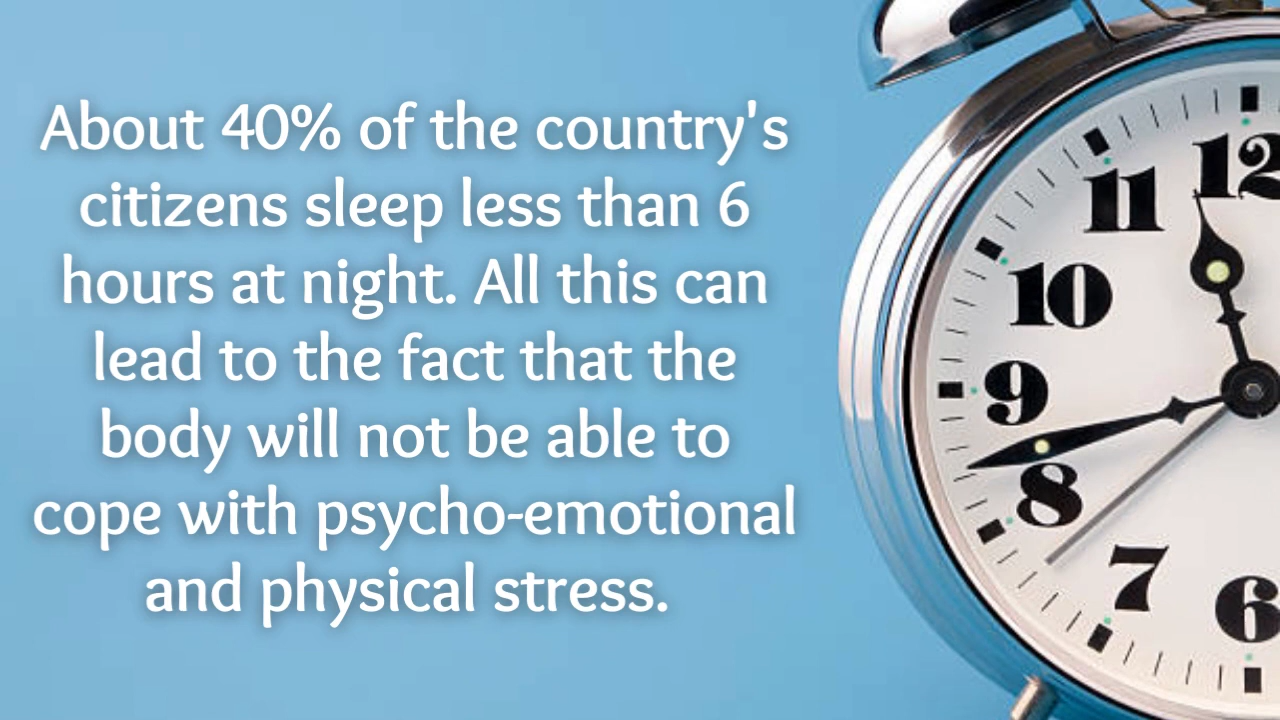 About 40% of the country's
citizens sleep less than 6
hours at night. All this can
lead to the fact that the
body will not be able to
cope with psycho-emotional
and physical stress.
12
11
10
9
8
7
6